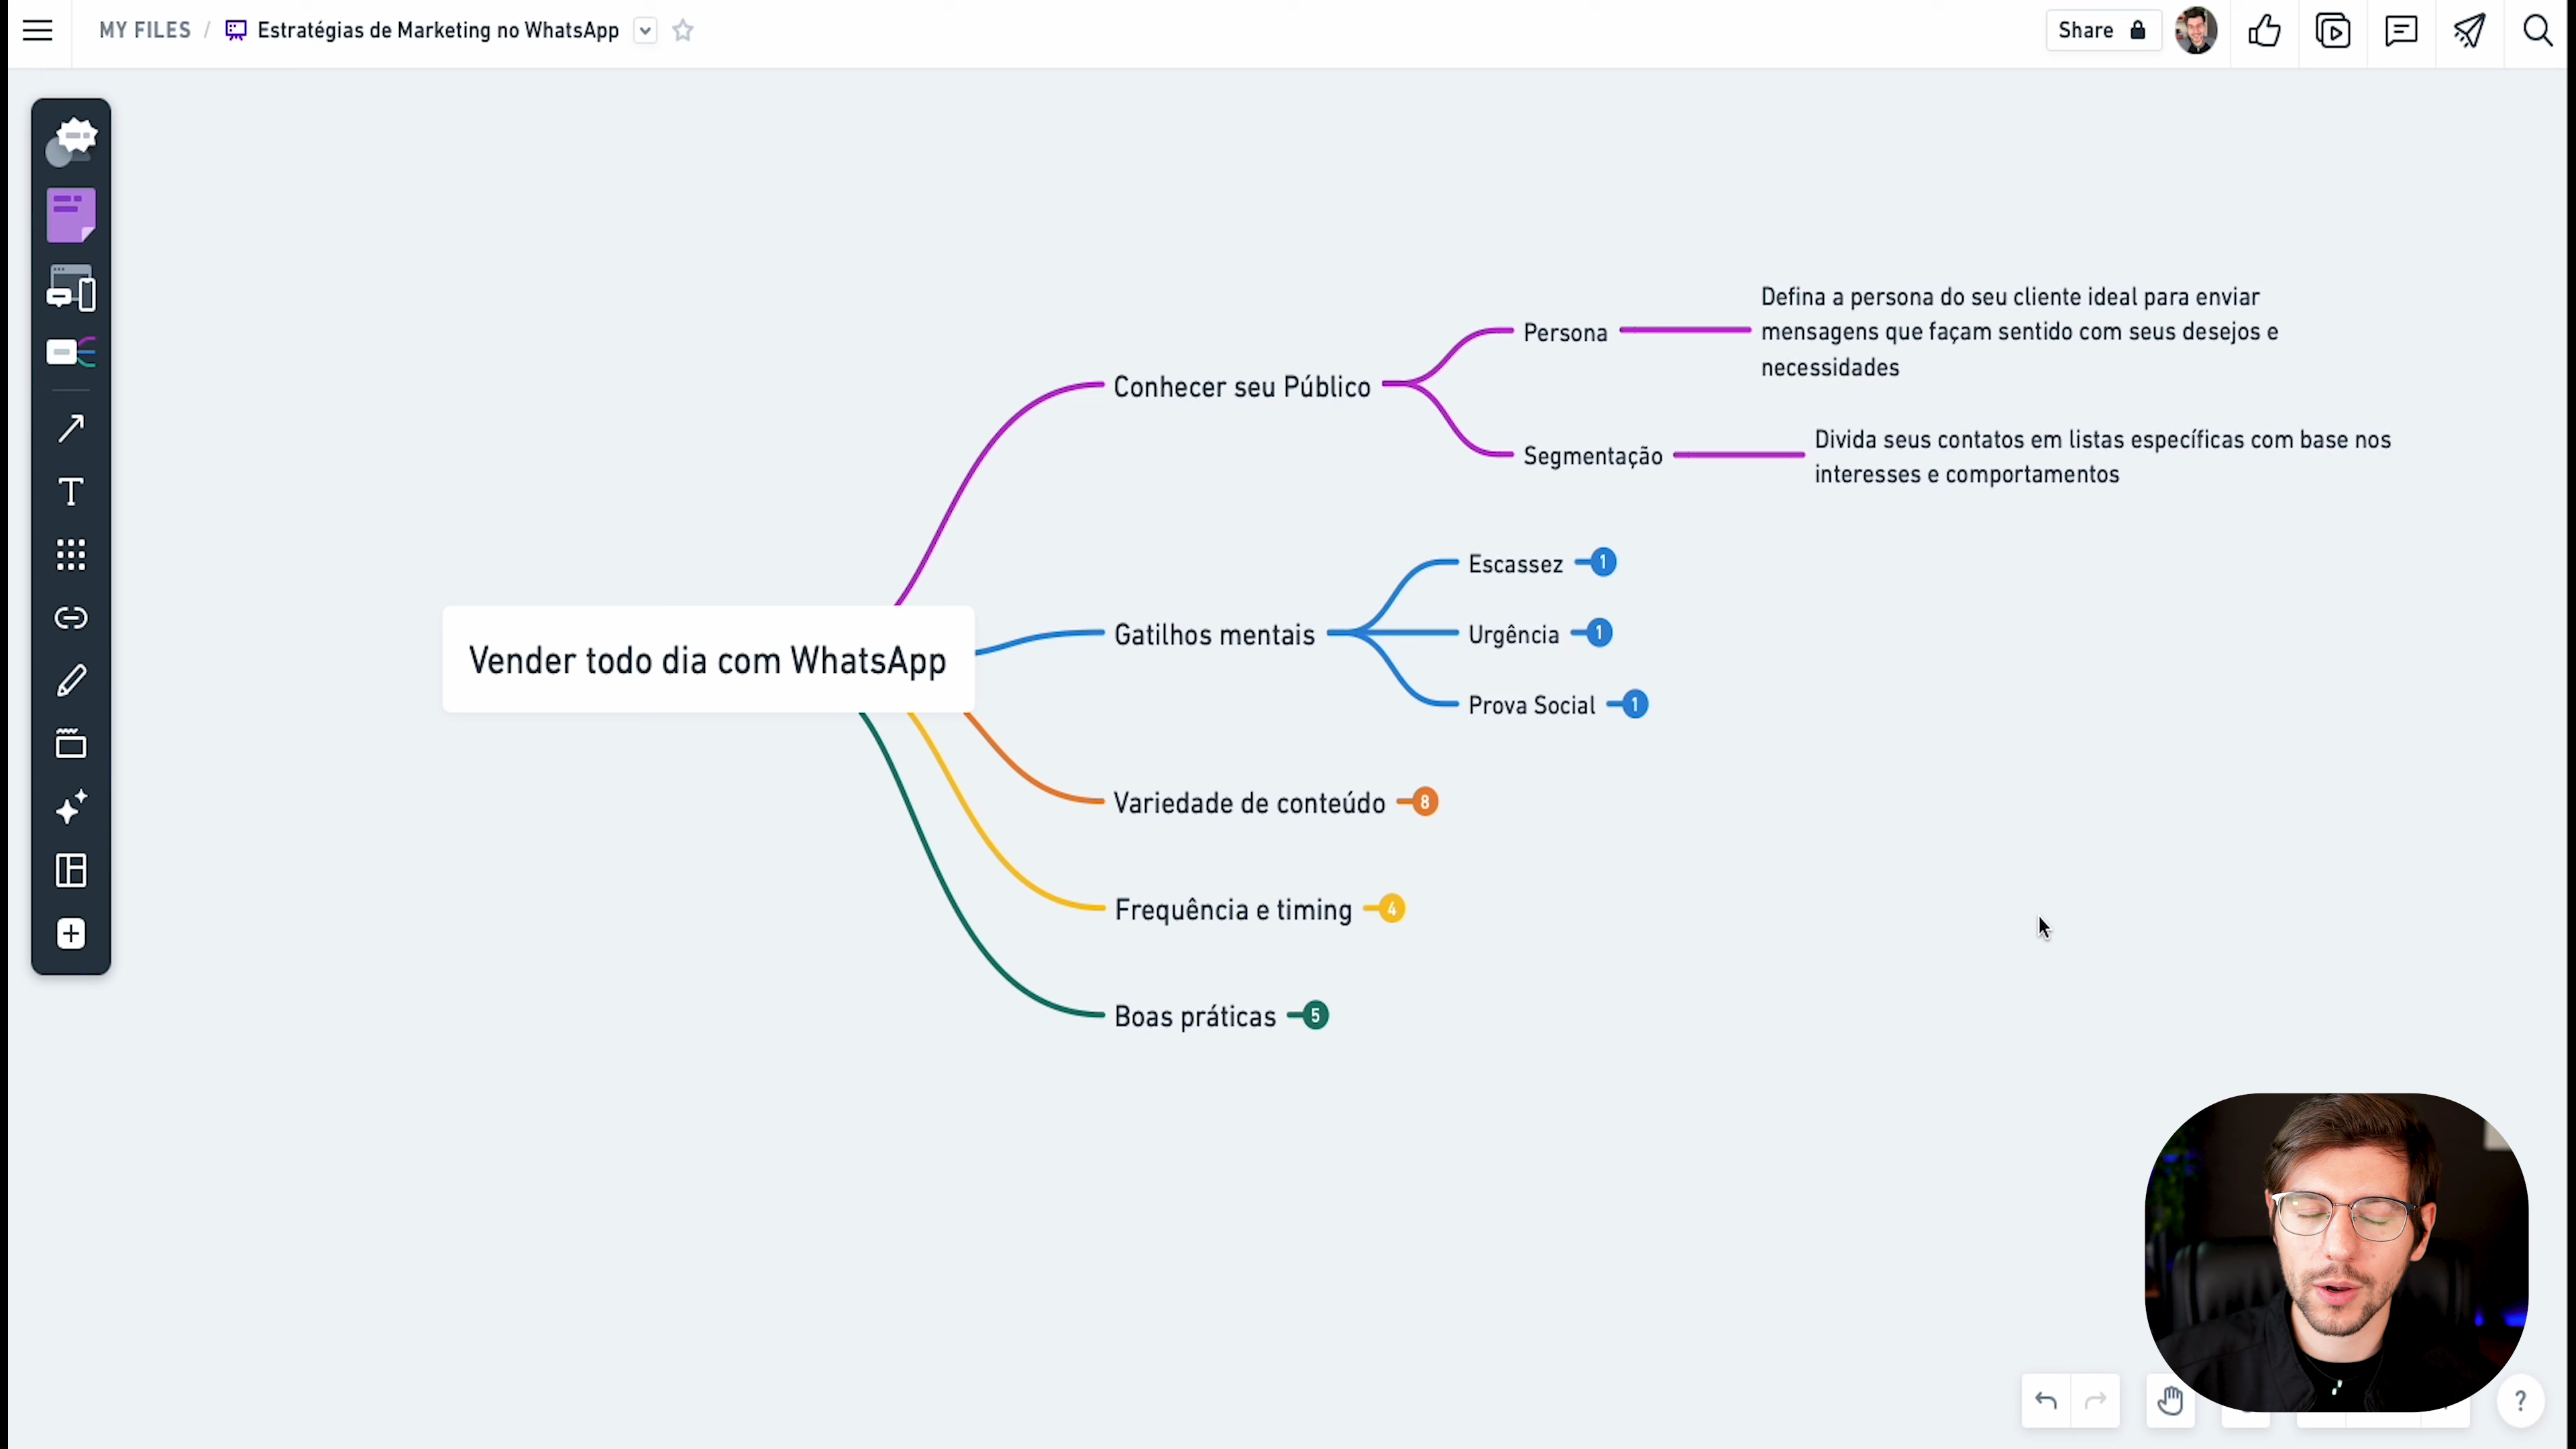 MY FILES / Estratégias de Marketing no WhatsApp
Share
Defina a persona do seu cliente ideal para enviar
mensagens que façam sentido com seus desejos e
necessidades
Persona
Conhecer seu Público
Segmentação
Divida seus contatos em listas específicas com base nos
interesses e comportamentos
Escassez 1
Gatilhos mentais
Urgência 1
Prova Social 1
Vender todo dia com WhatsApp
Variedade de conteúdo 8
Frequência e timing 4
Boas práticas 5
?